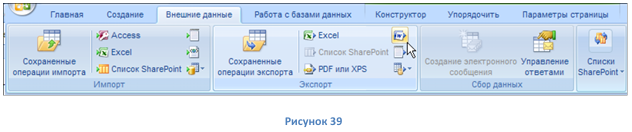 Главная Создание Внешние данные Работа с базами данных Конструктор Упорядочить Параметры страницы
Сохраненные операции импорта
Access
Excel
Список SharePoint
Импорт
Сохраненные операции экспорта
Excel
Список SharePoint
PDF или XPS
Экспорт
Создание электронного сообщения
Управление ответами
Сбор данных
Списки SharePoint
Рисунок 39